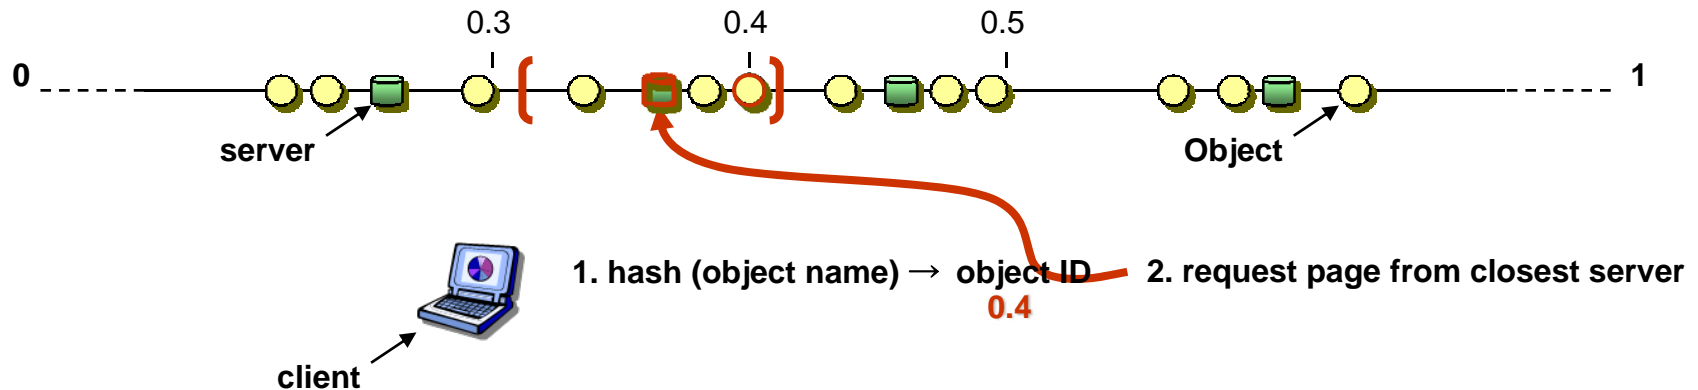 0.3 0.4 0.5
0 1
server Object
1. hash (object name) → object ID 2. request page from closest server
0.4
client